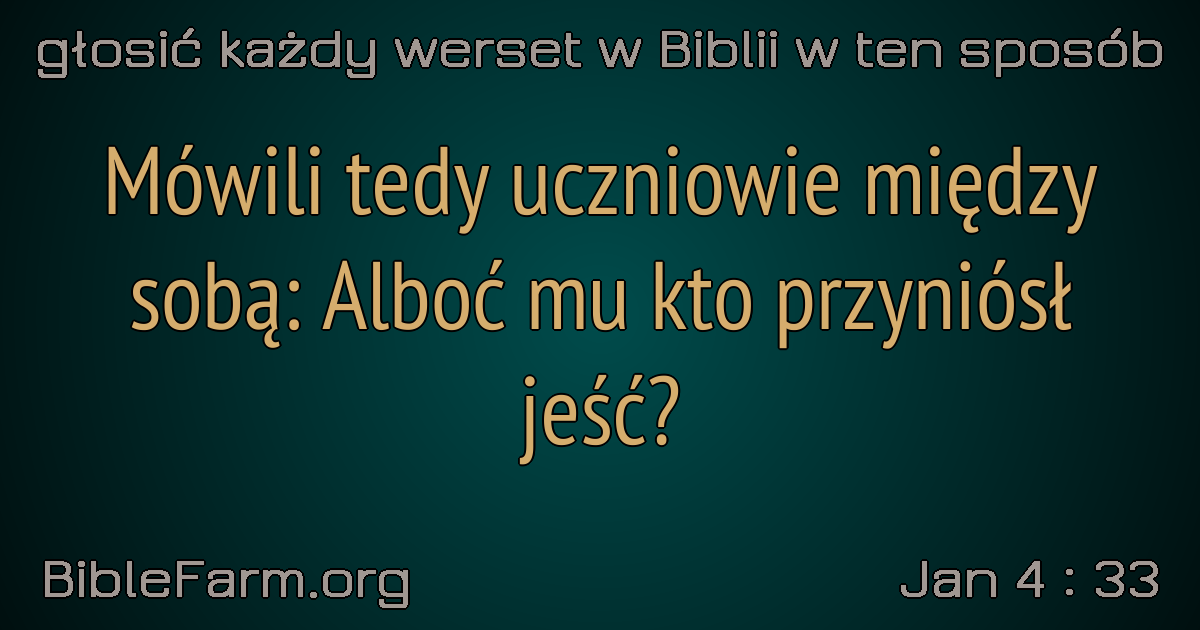 głosić każdy werset w Biblii w ten sposób
Mówili tedy uczniowie między
sobą: Alboć mu kto przyniósł
jeść?
BibleFarm.org
Jan 4 : 33